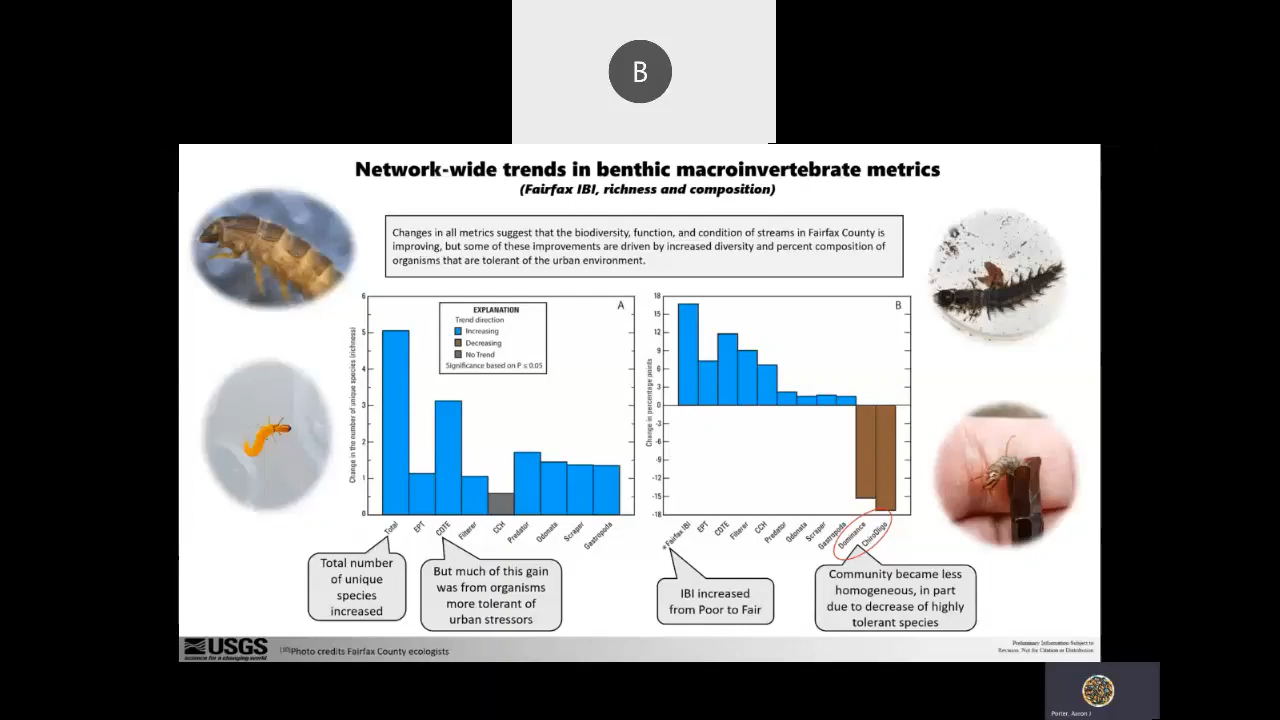 B
Network-wide trends in benthic macroinvertebrate metrics
(Fairfax IBI, richness and composition)
Changes in all metrics suggest that the biodiversity, function, and condition of streams in Fairfax County is
improving, but some of these improvements are driven by increased diversity and percent composition of
organisms that are tolerant of the urban environment.
Change in the number of unique species (richness)
6
5
4
3
2
1
0
A
EXPLANATION
Trend direction
Increasing
Decreasing
No Trend
Significance based on P ≤ 0.05
Total
EPT
COTE
Filterer
CCH
Predator
Odonata
Scraper
Gastropoda
Change in percentage points
18
15
12
9
6
3
0
-3
-6
-9
-12
-15
-18
B
Fairfax IBI
EPT
COTE
Filterer
CCH
Predator
Odonata
Scraper
Gastropoda
Dominance
ChiroOligo
Total number
of unique
species
increased
But much of this gain
was from organisms
more tolerant of
urban stressors
IBI increased
from Poor to Fair
Community became less
homogeneous, in part
due to decrease of highly
tolerant species
USGS
science for a changing world
Photo credits Fairfax County ecologists
Preliminary Information Subject to
Revision. Not for Citation or Distribution
Porter, Aaron J